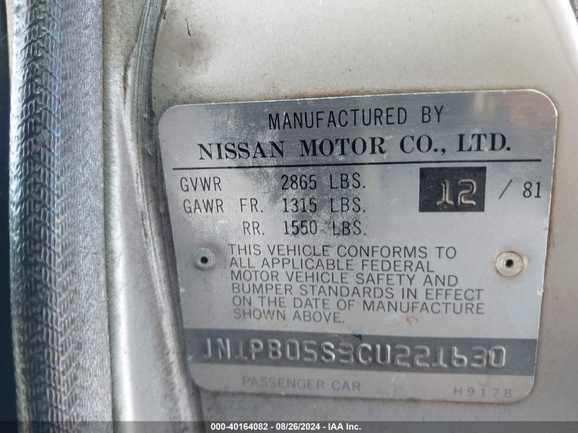 MANUFACTURED BY
NISSAN MOTOR CO., LTD.
GVWR 2865 LBS. 12 / 81
GAWR FR. 1315 LBS.
RR. 1550 LBS.
THIS VEHICLE CONFORMS TO
ALL APPLICABLE FEDERAL
MOTOR VEHICLE SAFETY AND
BUMPER STANDARDS IN EFFECT
ON THE DATE OF MANUFACTURE
SHOWN ABOVE.
JN1PB05S3CU221630
PASSENGER CAR H9178
000-40164082 - 08/26/2024 - IAA Inc.